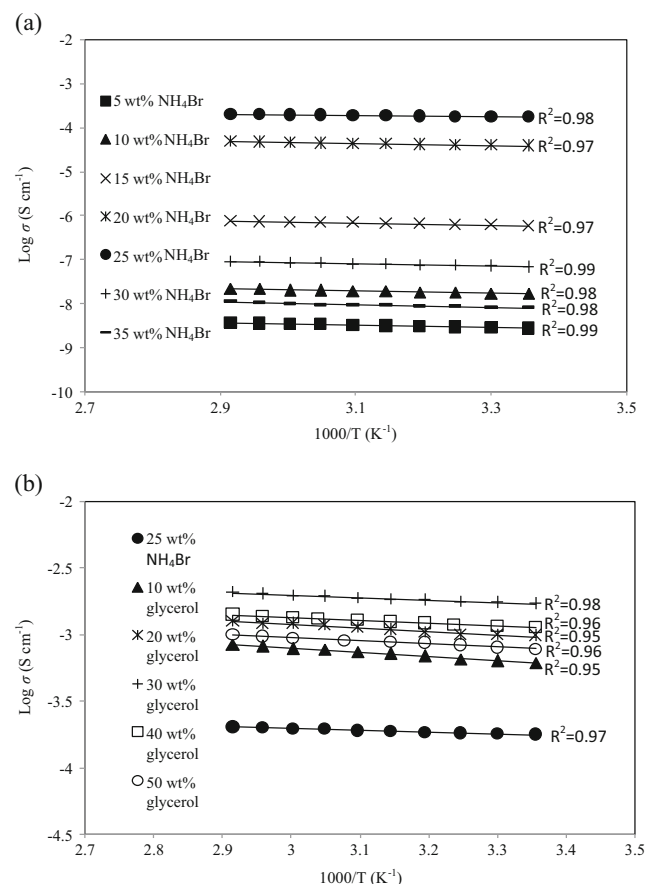 (a)
-2
-3
-4
-5
-6
-7
-8
-9
-10
Log σ (S cm⁻¹)
5 wt% NH₄Br
10 wt% NH₄Br
15 wt% NH₄Br
20 wt% NH₄Br
25 wt% NH₄Br
30 wt% NH₄Br
35 wt% NH₄Br
R²=0.98
R²=0.97
R²=0.97
R²=0.99
R²=0.98
R²=0.98
R²=0.99
2.7 2.9 3.1 3.3 3.5
1000/T (K⁻¹)
(b)
-2
-2.5
-3
-3.5
-4
-4.5
Log σ (S cm⁻¹)
25 wt%
NH₄Br
10 wt%
glycerol
20 wt%
glycerol
30 wt%
glycerol
40 wt%
glycerol
50 wt%
glycerol
R²=0.98
R²=0.96
R²=0.95
R²=0.96
R²=0.95
R²=0.97
2.7 2.8 2.9 3 3.1 3.2 3.3 3.4 3.5
1000/T (K⁻¹)